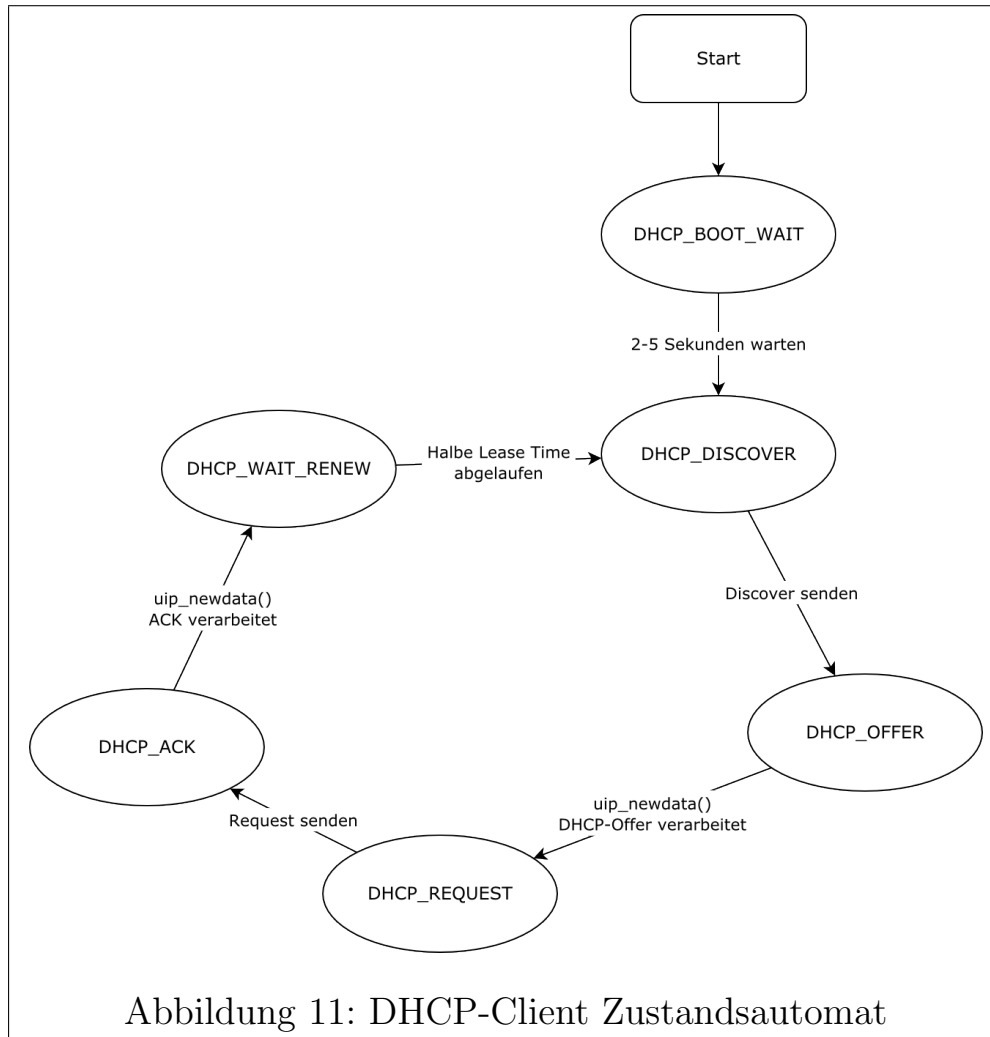 Start
DHCP_BOOT_WAIT
2-5 Sekunden warten
DHCP_DISCOVER
Discover senden
DHCP_OFFER
uip_newdata()
DHCP-Offer verarbeitet
DHCP_REQUEST
Request senden
DHCP_ACK
uip_newdata()
ACK verarbeitet
DHCP_WAIT_RENEW
Halbe Lease Time
abgelaufen
Abbildung 11: DHCP-Client Zustandsautomat